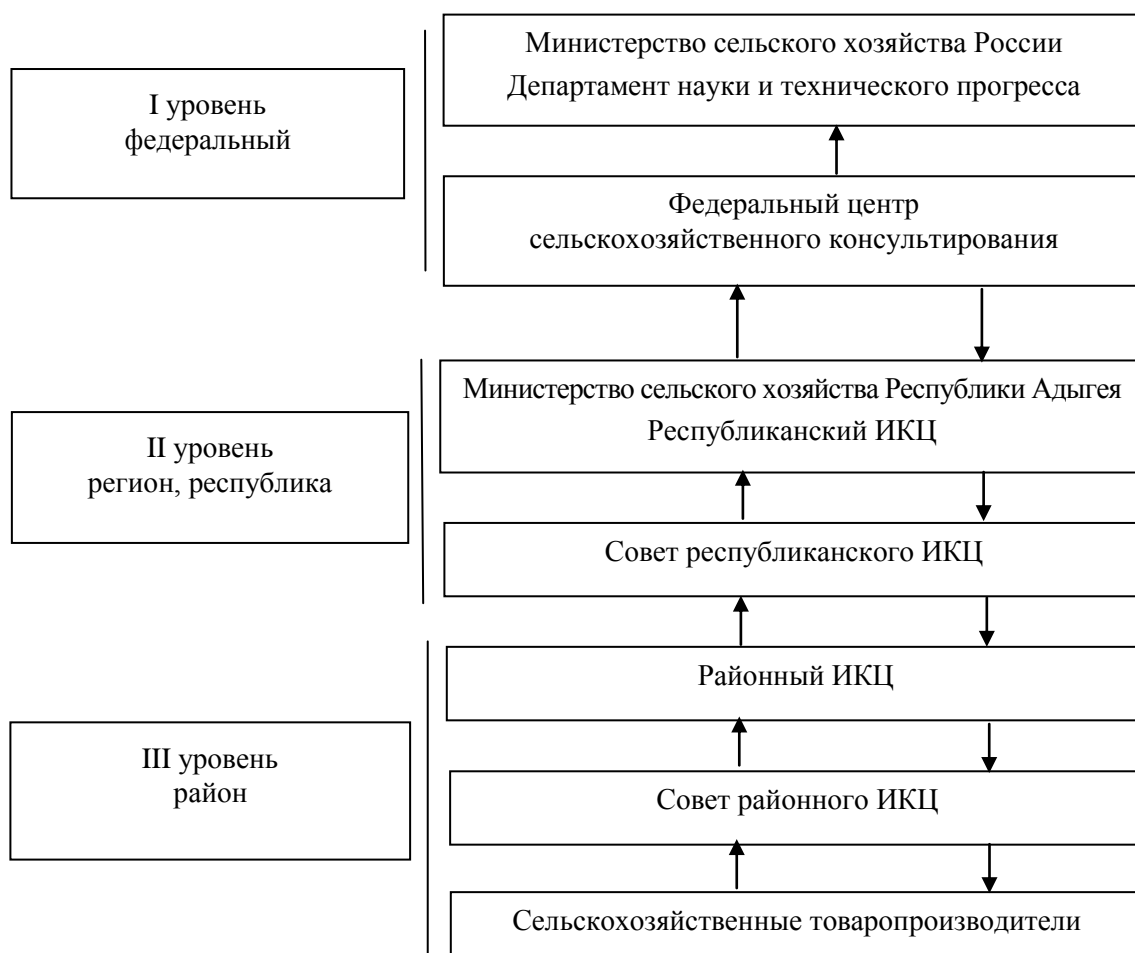 I уровень
федеральный
Министерство сельского хозяйства России
Департамент науки и технического прогресса
Федеральный центр
сельскохозяйственного консультирования
II уровень
регион, республика
Министерство сельского хозяйства Республики Адыгея
Республиканский ИКЦ
Совет республиканского ИКЦ
III уровень
район
Районный ИКЦ
Совет районного ИКЦ
Сельскохозяйственные товаропроизводители